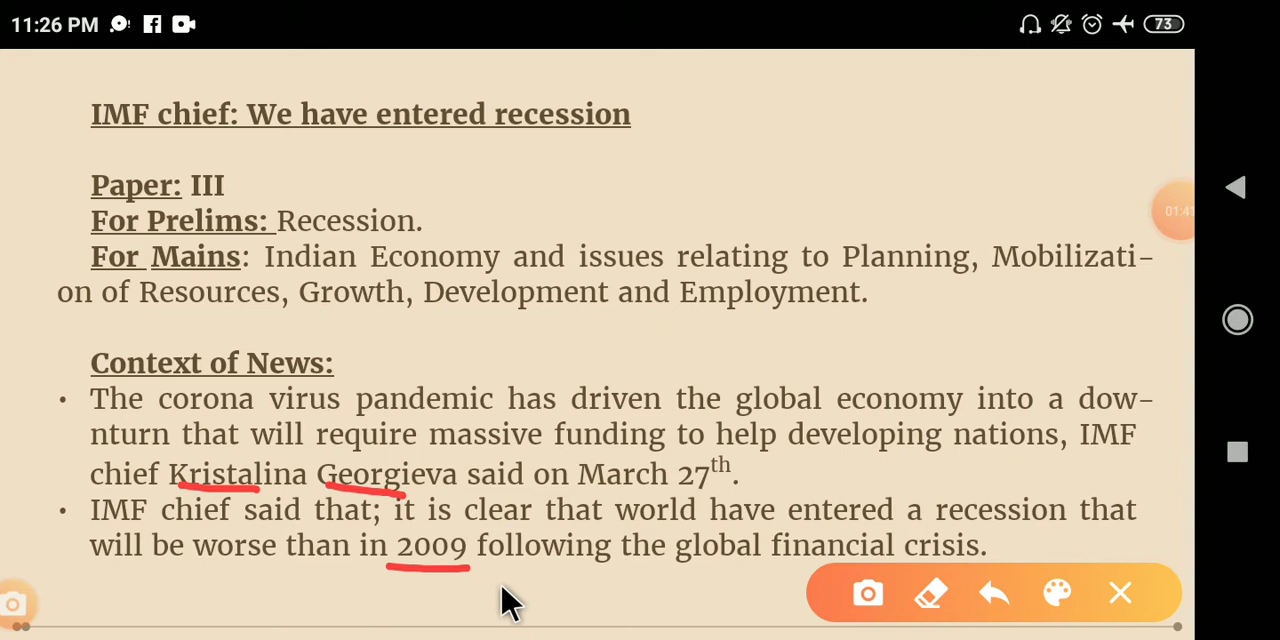 11:26 PM
73
IMF chief: We have entered recession
Paper: III
For Prelims: Recession.
For Mains: Indian Economy and issues relating to Planning, Mobilizati-
on of Resources, Growth, Development and Employment.
01:41
Context of News:
• The corona virus pandemic has driven the global economy into a dow-
nturn that will require massive funding to help developing nations, IMF
chief Kristalina Georgieva said on March 27th.
• IMF chief said that; it is clear that world have entered a recession that
will be worse than in 2009 following the global financial crisis.